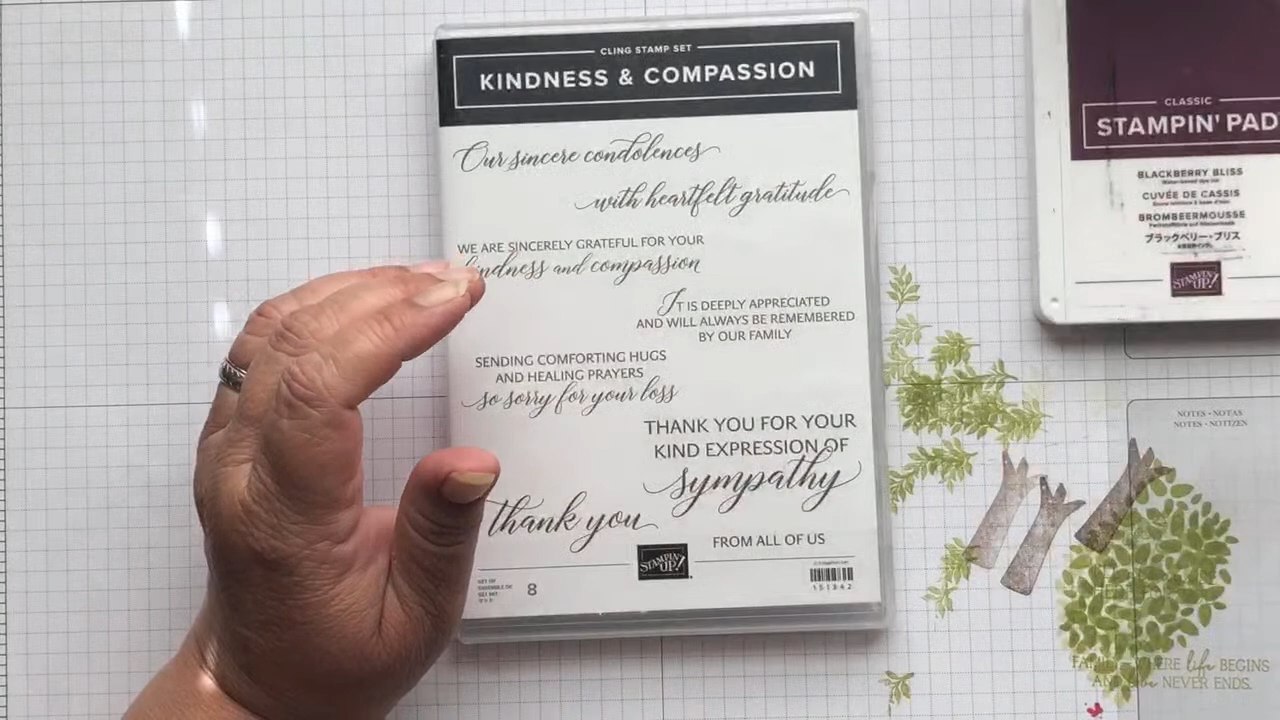 CLING STAMP SET
KINDNESS & COMPASSION
Our sincere condolences
with heartfelt gratitude
WE ARE SINCERELY GRATEFUL FOR YOUR
kindness and compassion
IT IS DEEPLY APPRECIATED
AND WILL ALWAYS BE REMEMBERED
BY OUR FAMILY
SENDING COMFORTING HUGS
AND HEALING PRAYERS
so sorry for your loss
THANK YOU FOR YOUR
KIND EXPRESSION OF
sympathy
thank you
FROM ALL OF US
STAMPIN' UP!
SET OF
ENSEMBLE DE
8
151342
CLASSIC
STAMPIN' PAD
BLACKBERRY BLISS
CUVÉE DE CASSIS
BROMBEERMOUSSE
ブラックベリー・ブリス
STAMPIN' UP!
NOTES • NOTAS
NOTES • NOTIZEN
life BEGINS
NEVER ENDS.